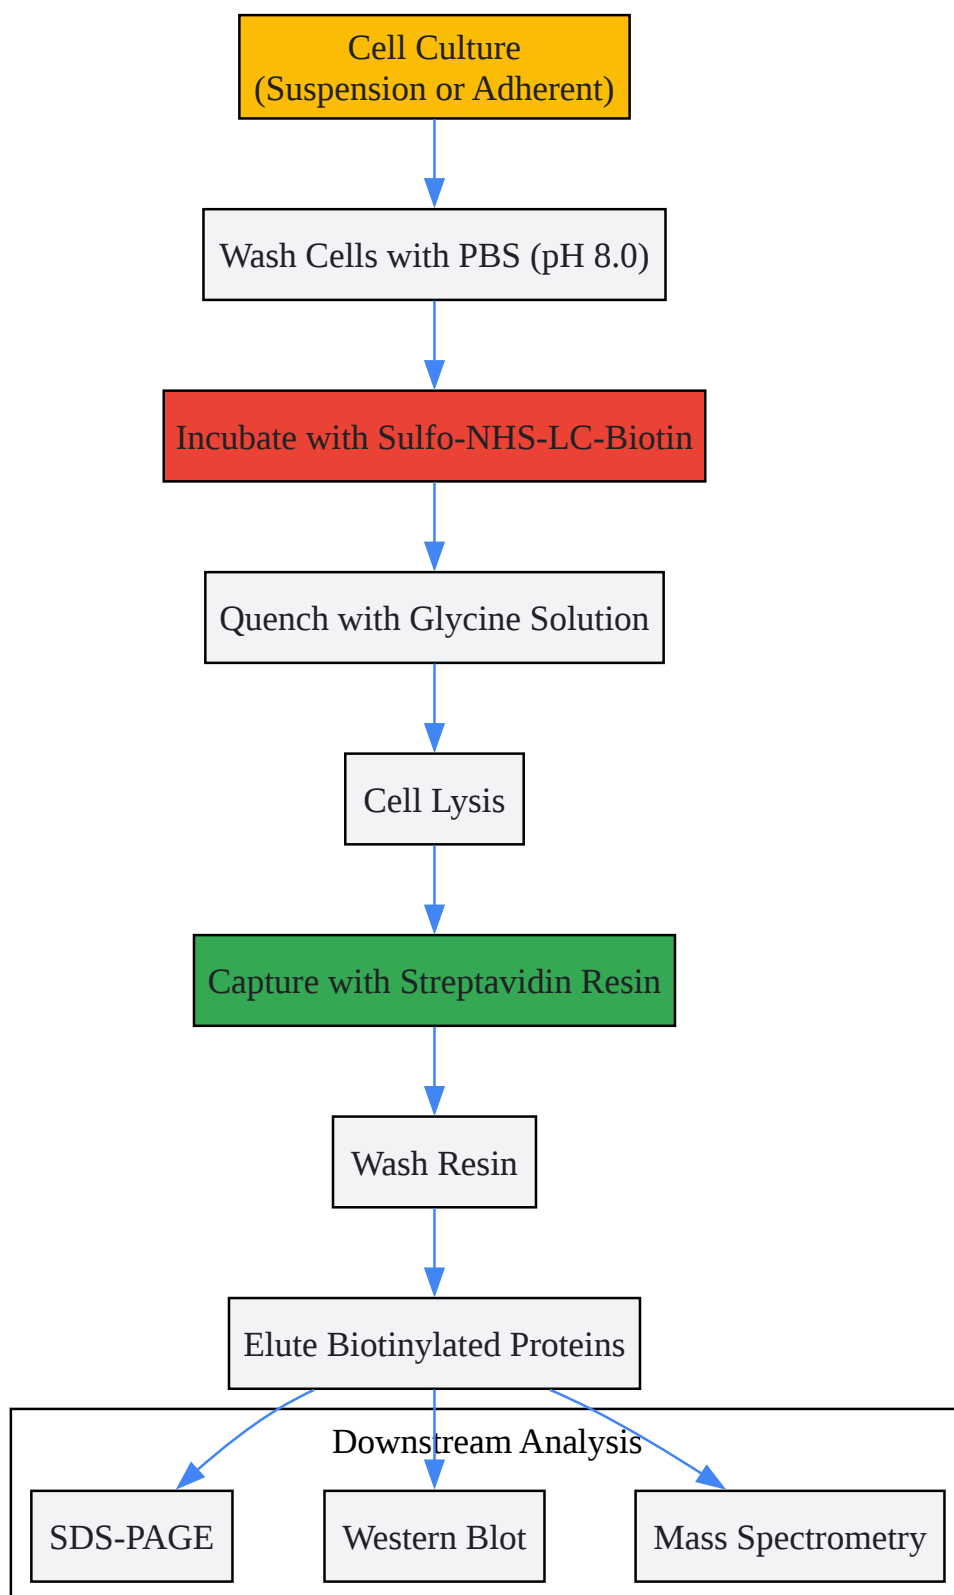 Cell Culture
(Suspension or Adherent)
Wash Cells with PBS (pH 8.0)
Incubate with Sulfo-NHS-LC-Biotin
Quench with Glycine Solution
Cell Lysis
Capture with Streptavidin Resin
Wash Resin
Elute Biotinylated Proteins
Downstream Analysis
SDS-PAGE
Western Blot
Mass Spectrometry